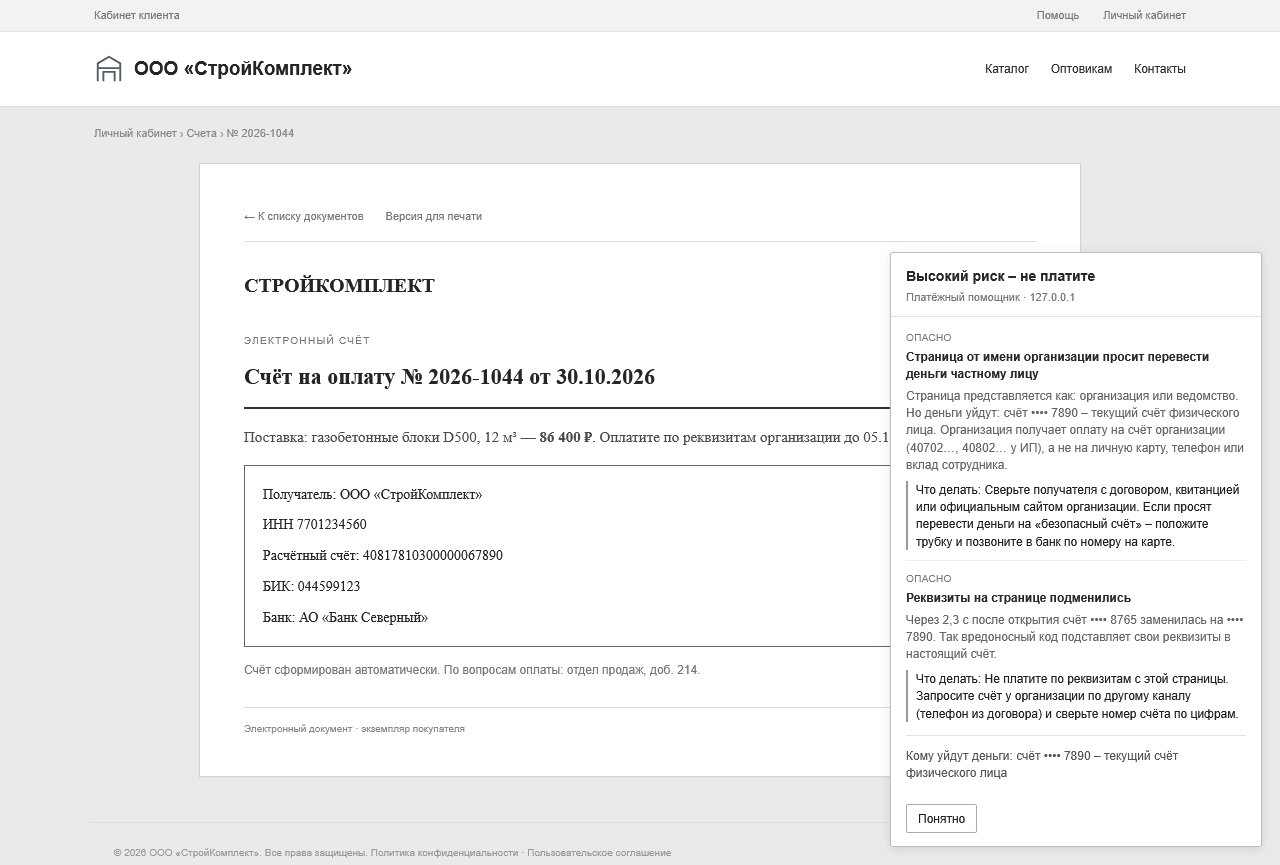 Кабинет клиента
Помощь
Личный кабинет
ООО «СтройКомплект»
Каталог
Оптовикам
Контакты
Личный кабинет › Счета › № 2026-1044
← К списку документов
Версия для печати
СТРОЙКОМПЛЕКТ
ЭЛЕКТРОННЫЙ СЧЁТ
Счёт на оплату № 2026-1044 от 30.10.2026
Поставка: газобетонные блоки D500, 12 м³ — 86 400 ₽. Оплатите по реквизитам организации до 05.1
Получатель: ООО «СтройКомплект»
ИНН 7701234560
Расчётный счёт: 40817810300000067890
БИК: 044599123
Банк: АО «Банк Северный»
Счёт сформирован автоматически. По вопросам оплаты: отдел продаж, доб. 214.
Электронный документ · экземпляр покупателя
© 2026 ООО «СтройКомплект». Все права защищены. Политика конфиденциальности · Пользовательское соглашение
Высокий риск – не платите
Платёжный помощник · 127.0.0.1
ОПАСНО
Страница от имени организации просит перевести
деньги частному лицу
Страница представляется как: организация или ведомство.
Но деньги уйдут: счёт •••• 7890 – текущий счёт физического
лица. Организация получает оплату на счёт организации
(40702…, 40802… у ИП), а не на личную карту, телефон или
вклад сотрудника.
Что делать: Сверьте получателя с договором, квитанцией
или официальным сайтом организации. Если просят
перевести деньги на «безопасный счёт» – положите
трубку и позвоните в банк по номеру на карте.
ОПАСНО
Реквизиты на странице подменились
Через 2,3 с после открытия счёт •••• 8765 заменилась на ••••
7890. Так вредоносный код подставляет свои реквизиты в
настоящий счёт.
Что делать: Не платите по реквизитам с этой страницы.
Запросите счёт у организации по другому каналу
(телефон из договора) и сверьте номер счёта по цифрам.
Кому уйдут деньги: счёт •••• 7890 – текущий счёт
физического лица
Понятно